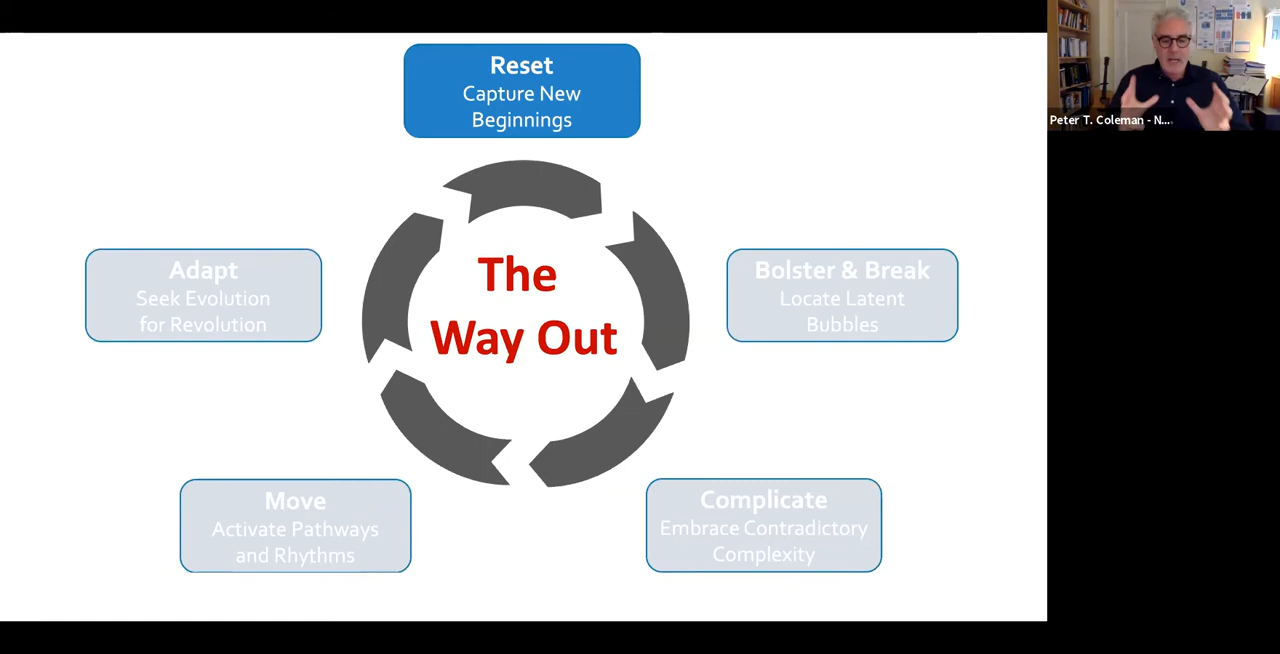 Reset
Capture New
Beginnings
Peter T. Coleman - N...
Adapt
Seek Evolution
for Revolution
The
Way Out
Bolster & Break
Locate Latent
Bubbles
Move
Activate Pathways
and Rhythms
Complicate
Embrace Contradictory
Complexity